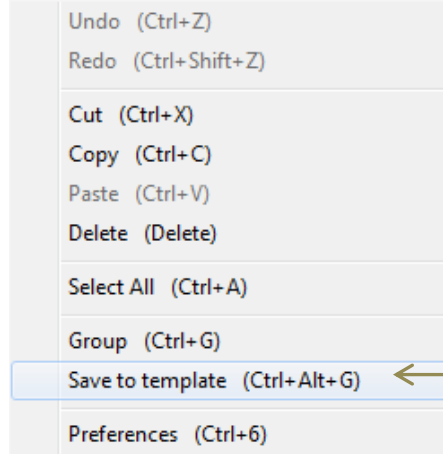 Undo (Ctrl+Z)
Redo (Ctrl+Shift+Z)
Cut (Ctrl+X)
Copy (Ctrl+C)
Paste (Ctrl+V)
Delete (Delete)
Select All (Ctrl+A)
Group (Ctrl+G)
Save to template (Ctrl+Alt+G)
Preferences (Ctrl+6)